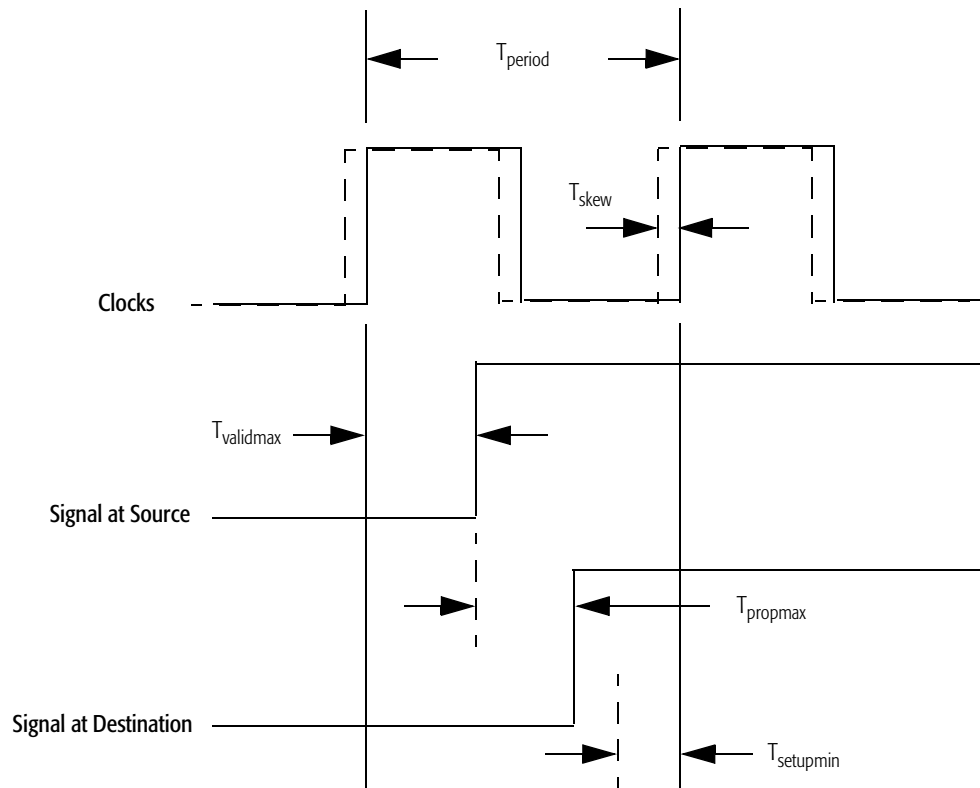 Tperiod
Tskew
Clocks
Tvalidmax
Signal at Source
Tpropmax
Signal at Destination
Tsetupmin